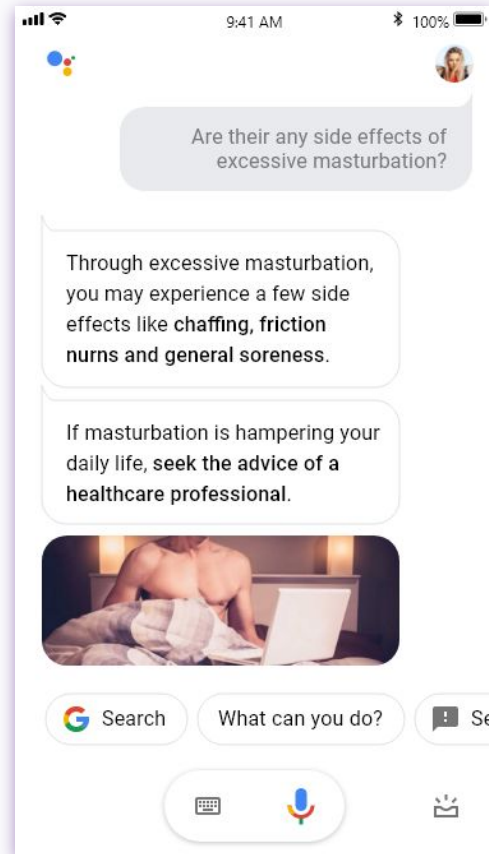 9:41 AM
100%
Are their any side effects of
excessive masturbation?
Through excessive masturbation,
you may experience a few side
effects like chaffing, friction
nurns and general soreness.
If masturbation is hampering your
daily life, seek the advice of a
healthcare professional.
Search
What can you do?
Se